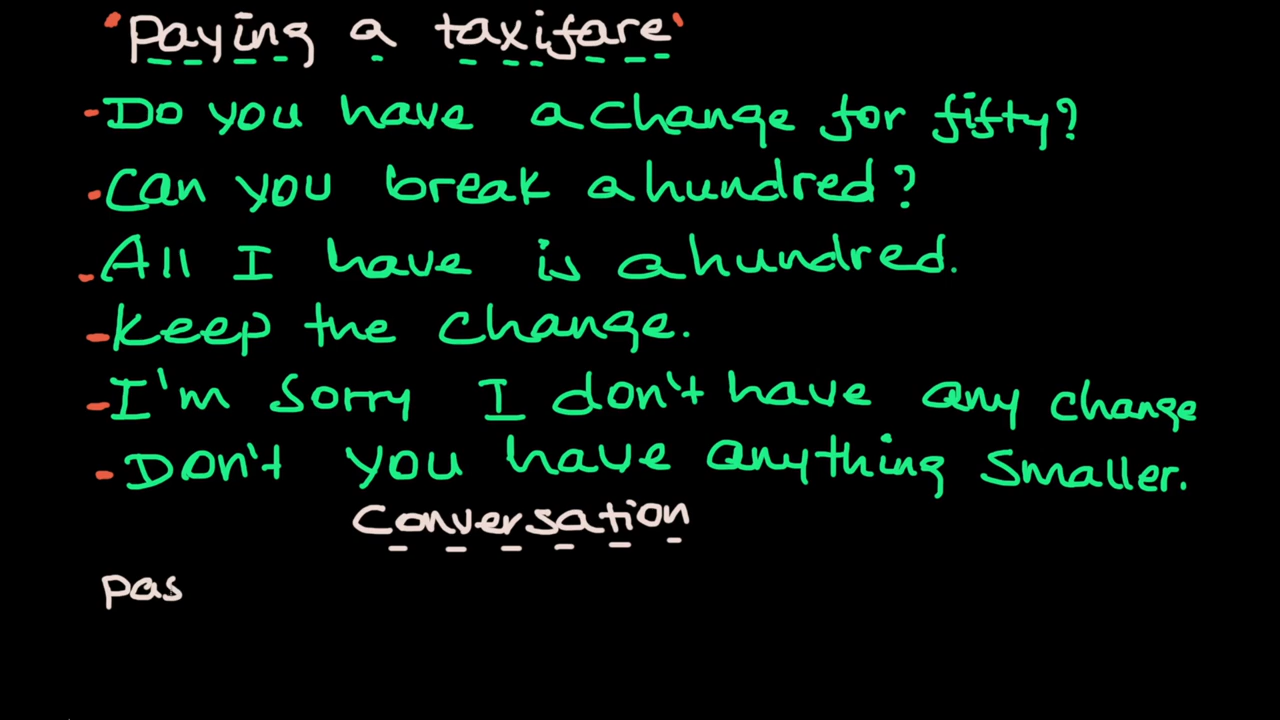 "Paying a taxifare"
-Do you have a change for fifty?
-Can you break a hundred?
-All I have is a hundred.
-Keep the change.
-I'm sorry I don't have any change
-Don't you have anything smaller.
Conversation
pas